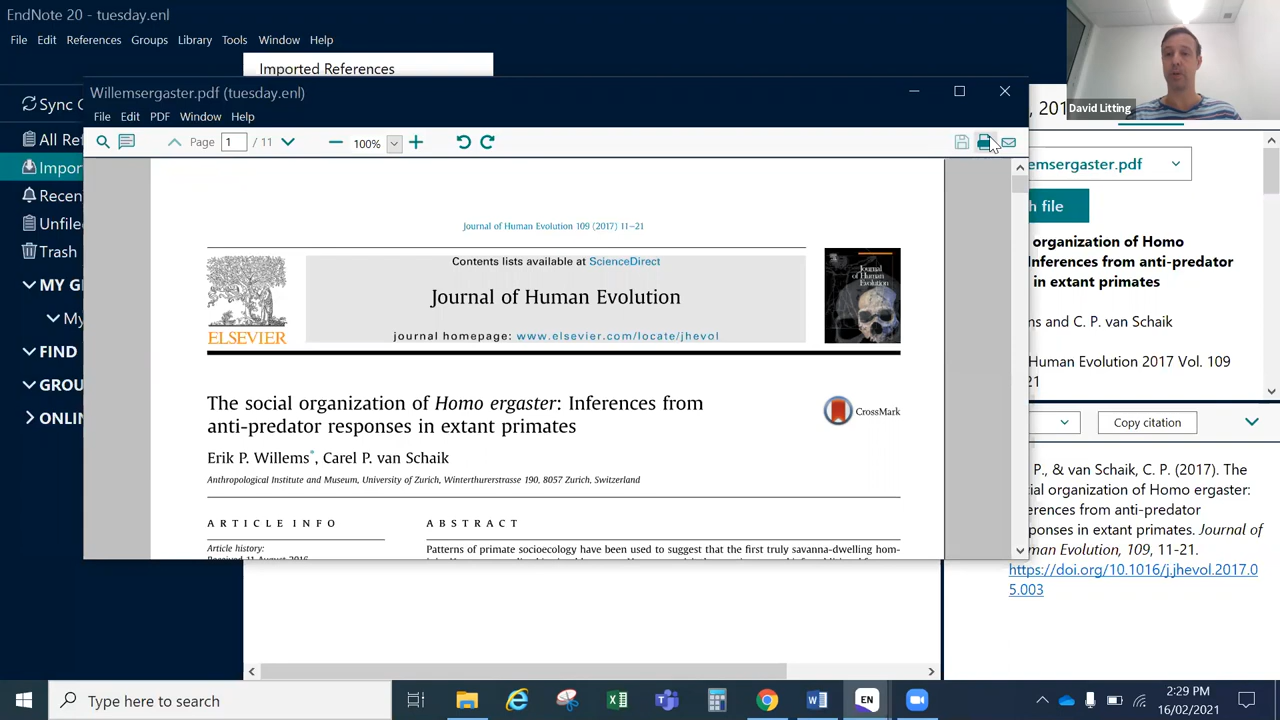 EndNote 20 - tuesday.enl
File Edit References Groups Library Tools Window Help
Imported References
Willemsergaster.pdf (tuesday.enl)
File Edit PDF Window Help
Page 1 / 11 100%
Sync
All Ref
Impor
Recen
Unfile
Trash
MY G
My
FIND
GROU
ONLIN
Journal of Human Evolution 109 (2017) 11–21
Contents lists available at ScienceDirect
Journal of Human Evolution
journal homepage: www.elsevier.com/locate/jhevol
ELSEVIER
Journal of Human Evolution
CrossMark
The social organization of Homo ergaster: Inferences from
anti-predator responses in extant primates
Erik P. Willems*, Carel P. van Schaik
Anthropological Institute and Museum, University of Zurich, Winterthurerstrasse 190, 8057 Zurich, Switzerland
ARTICLE INFO
Article history:
ABSTRACT
Patterns of primate socioecology have been used to suggest that the first truly savanna-dwelling hom-
David Litting
, 201
emsergaster.pdf
h file
organization of Homo
Inferences from anti-predator
in extant primates
ns and C. P. van Schaik
Human Evolution 2017 Vol. 109
21
Copy citation
P., & van Schaik, C. P. (2017). The
ial organization of Homo ergaster:
erences from anti-predator
ponses in extant primates. Journal of
man Evolution, 109, 11-21.
https://doi.org/10.1016/j.jhevol.2017.0
5.003
Type here to search
EN
2:29 PM
16/02/2021